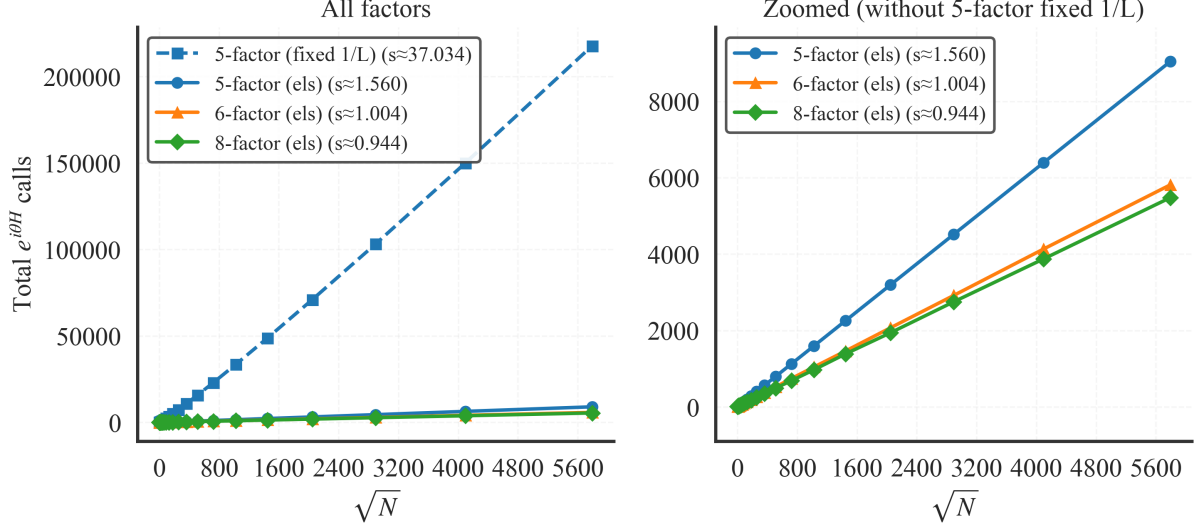 All factors
5-factor (fixed 1/L) (s≈37.034)
5-factor (els) (s≈1.560)
6-factor (els) (s≈1.004)
8-factor (els) (s≈0.944)
Total e^{iθH} calls
200000
150000
100000
50000
0
0 800 1600 2400 3200 4000 4800 5600
√N
Zoomed (without 5-factor fixed 1/L)
5-factor (els) (s≈1.560)
6-factor (els) (s≈1.004)
8-factor (els) (s≈0.944)
8000
6000
4000
2000
0
0 800 1600 2400 3200 4000 4800 5600
√N